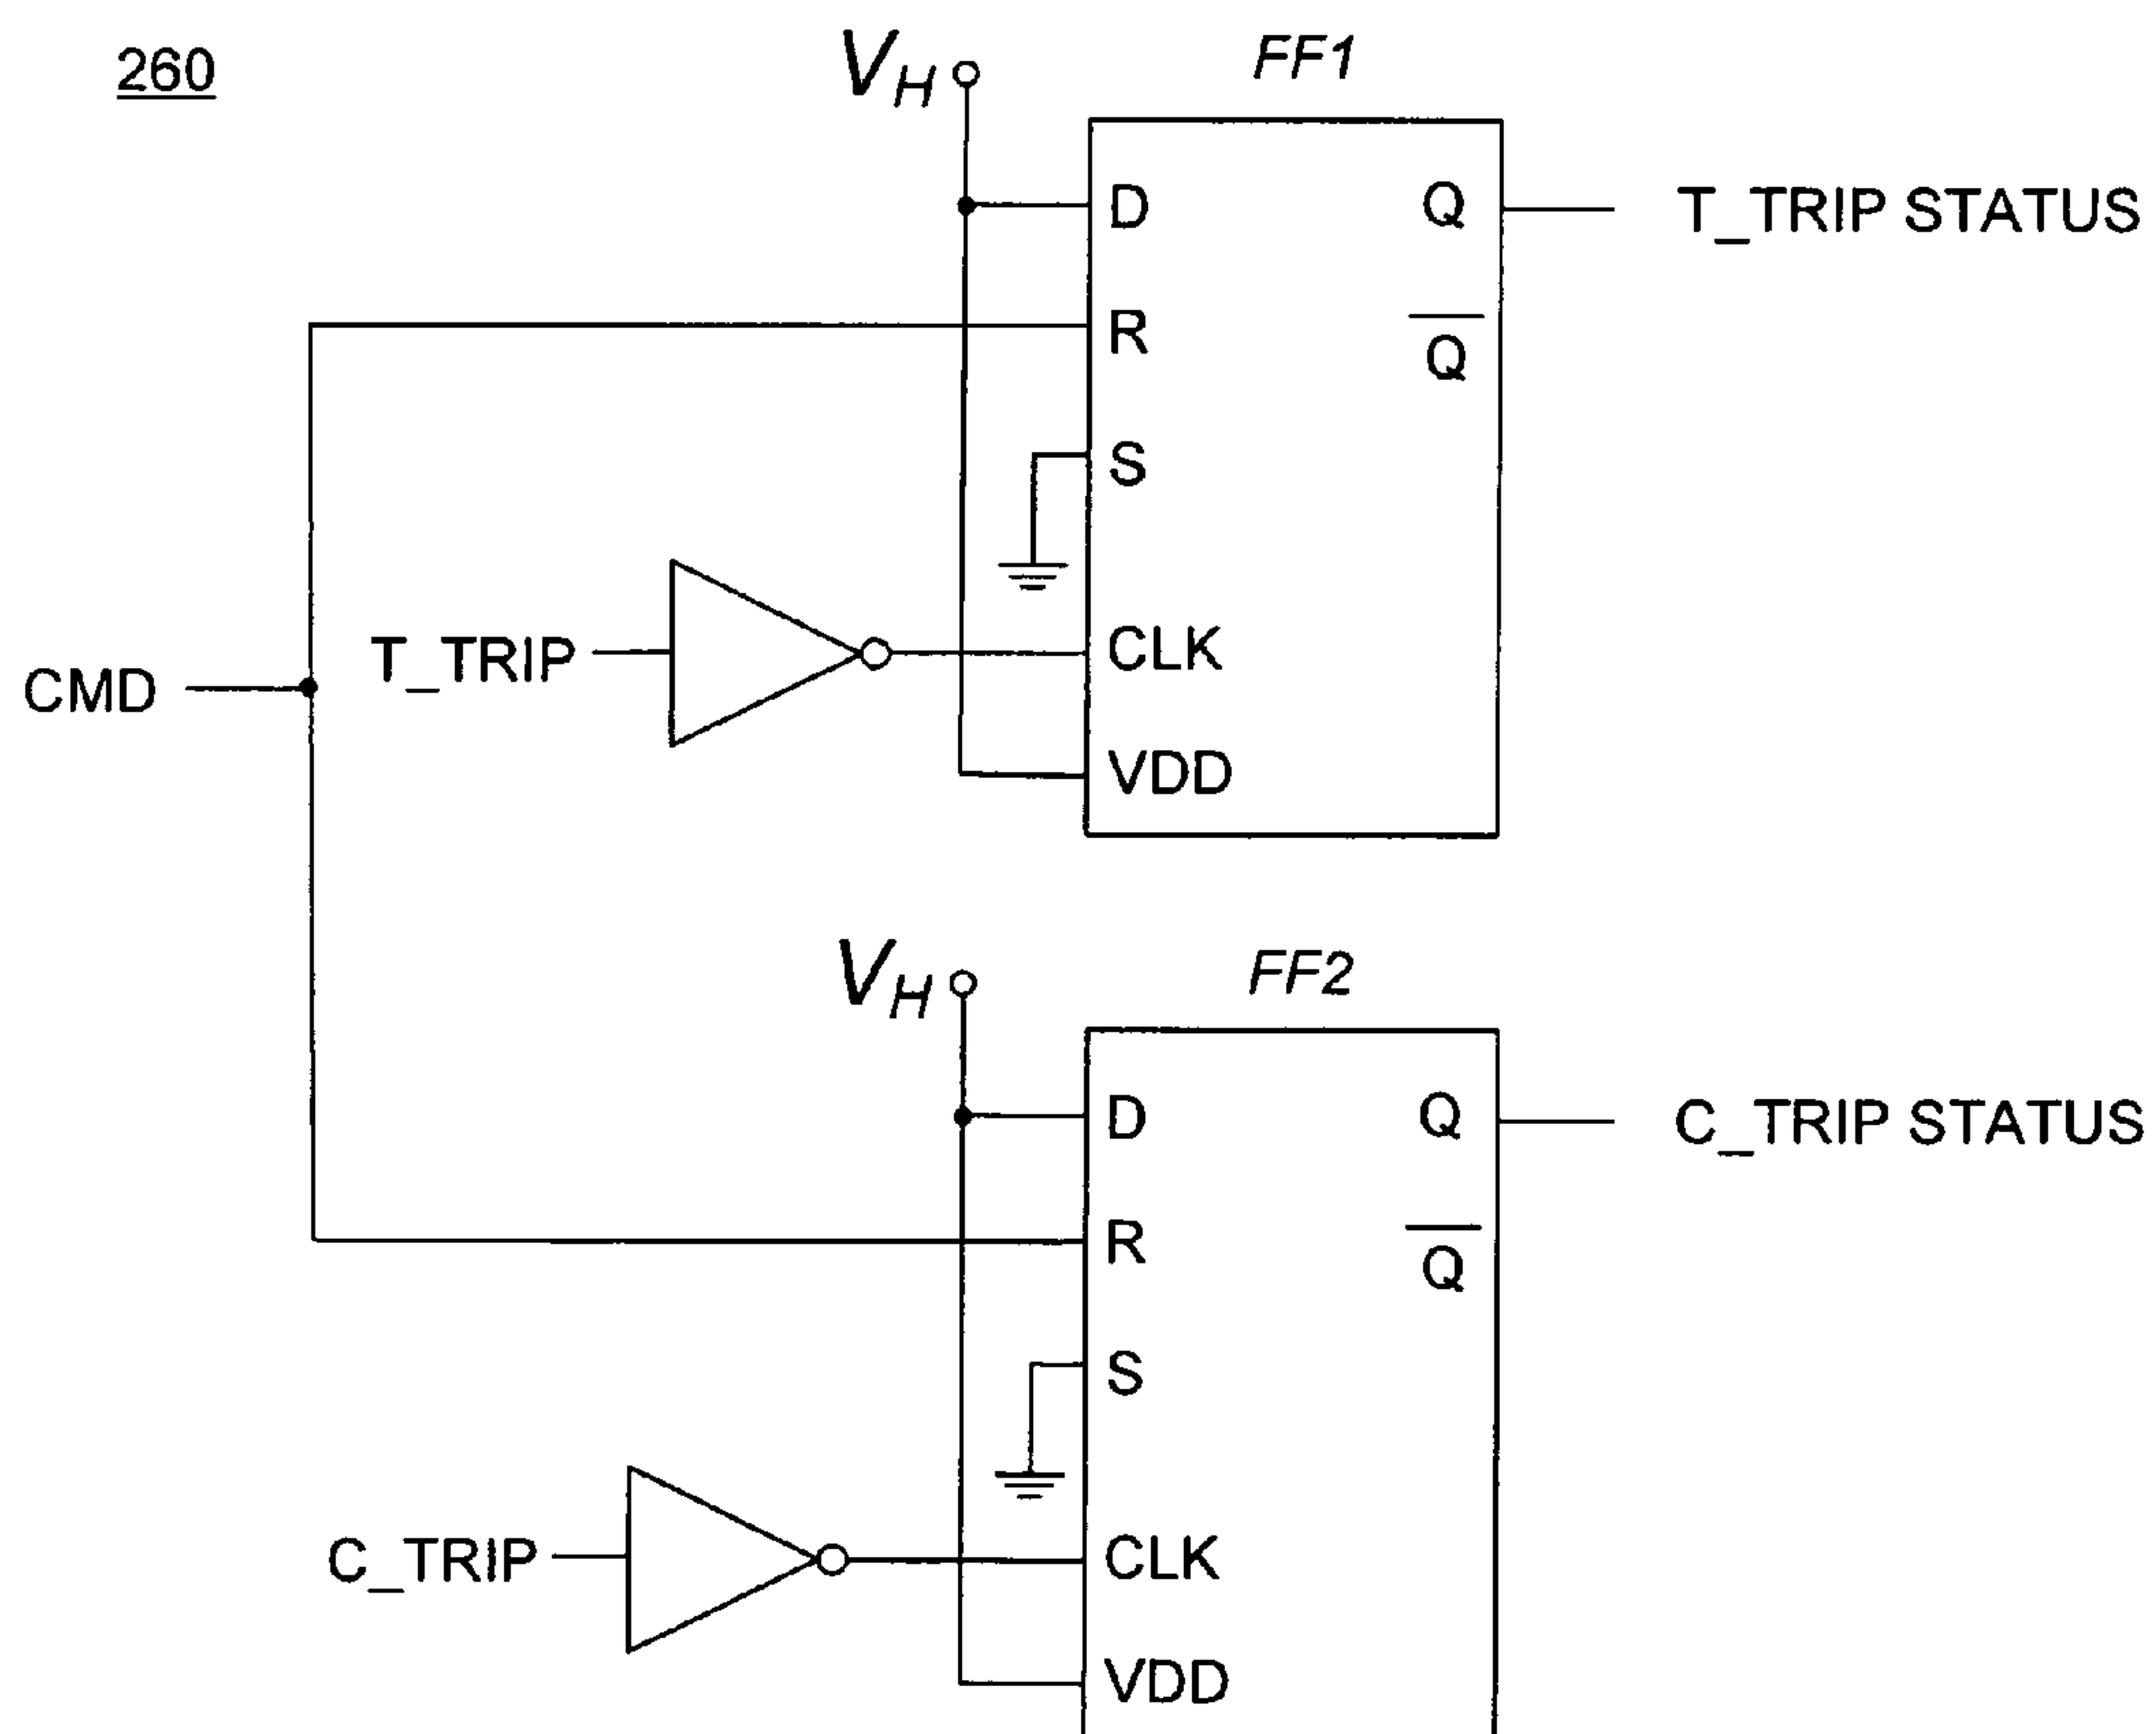 260
V_H
FF1
D
Q
T_TRIP STATUS
R
Q
S
T_TRIP
CLK
CMD
VDD
V_H
FF2
D
Q
C_TRIP STATUS
R
Q
S
C_TRIP
CLK
VDD